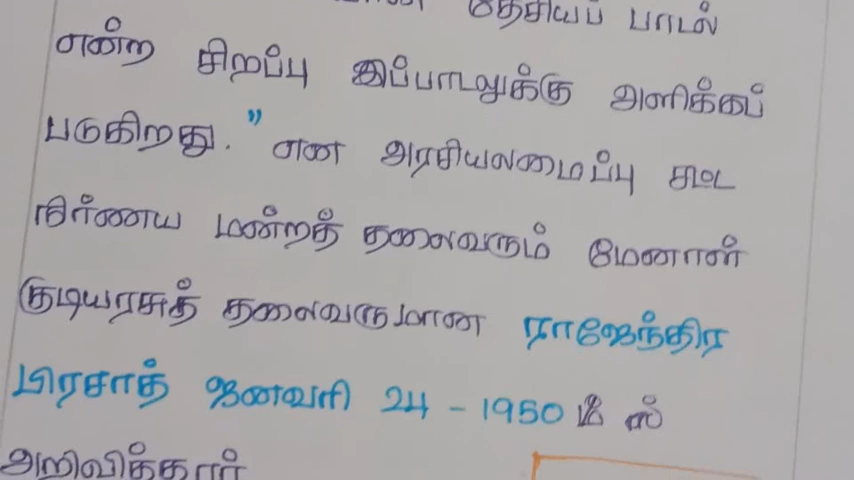 தேசியப் பாடல்
என்ற சிறப்பு இப்பாடலுக்கு அளிக்கப்
படுகிறது." என அரசியலமைப்பு சட்ட
நிர்ணய மன்றத் தலைவரும் மேனாள்
குடியரசுத் தலைவருமான ராஜேந்திர
பிரசாத் ஜனவரி 24 - 1950 ல்
அறிவித்தார்